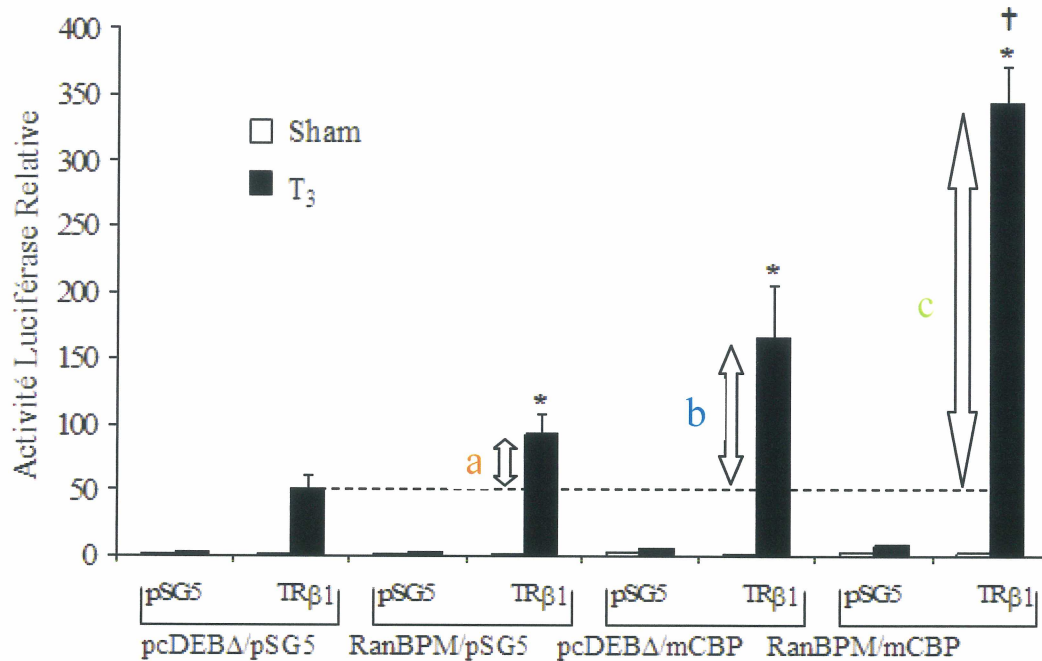 Activité Luciférase Relative
400
350
300
250
200
150
100
50
0
Sham
T3
a
*
b
*
c
†
*
pSG5 TRβ1 pSG5 TRβ1 pSG5 TRβ1 pSG5 TRβ1
pcDEBΔ/pSG5 RanBPM/pSG5 pcDEBΔ/mCBP RanBPM/mCBP